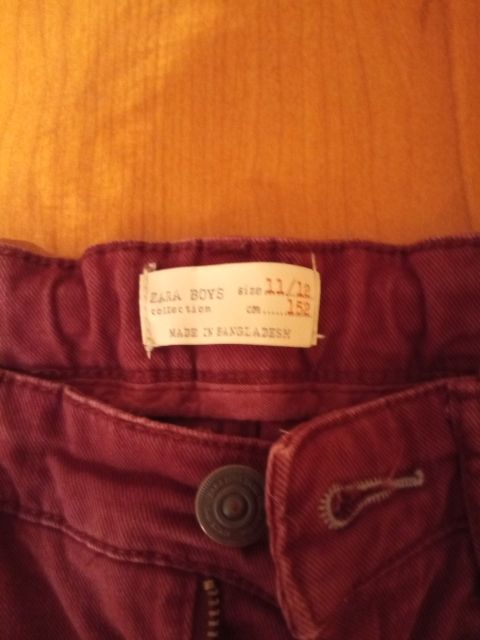 ZARA BOYS size 11/12
collection cm......152
MADE IN BANGLADESH